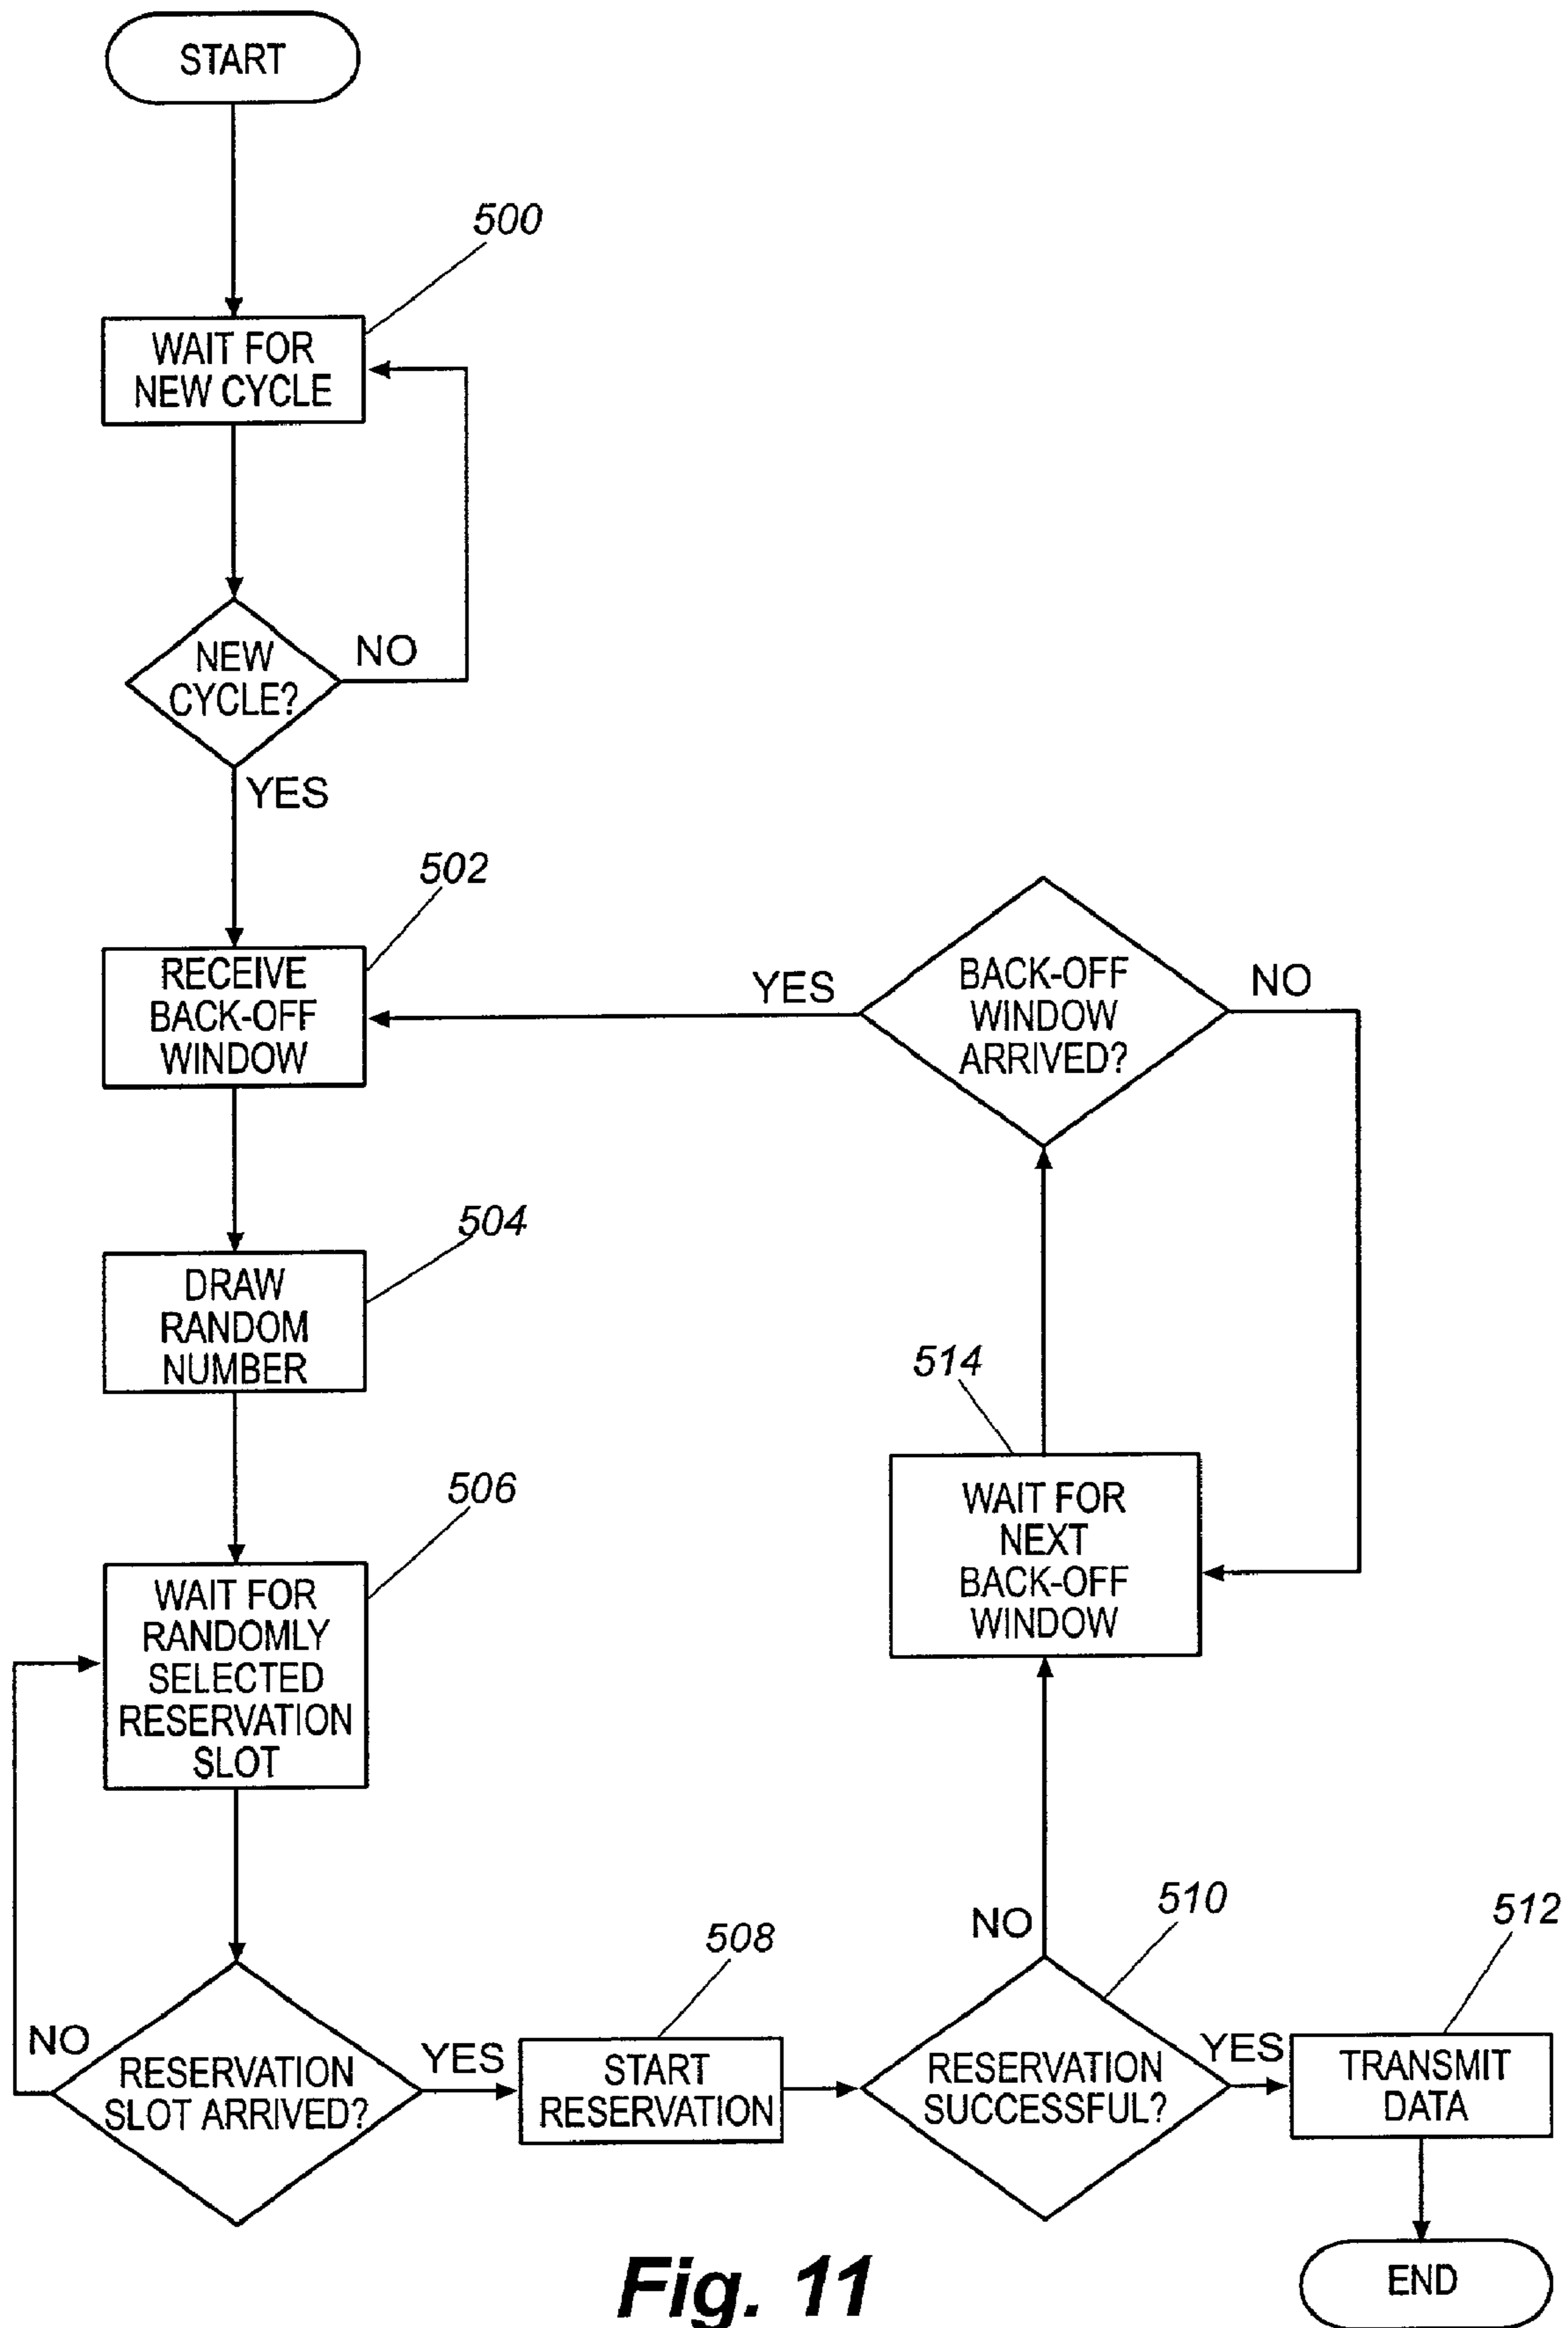 START
500
WAIT FOR
NEW CYCLE
NEW
CYCLE?
NO
YES
502
RECEIVE
BACK-OFF
WINDOW
YES
BACK-OFF
WINDOW
ARRIVED?
NO
504
DRAW
RANDOM
NUMBER
514
WAIT FOR
NEXT
BACK-OFF
WINDOW
506
WAIT FOR
RANDOMLY
SELECTED
RESERVATION
SLOT
NO
RESERVATION
SLOT ARRIVED?
YES
508
START
RESERVATION
NO
510
RESERVATION
SUCCESSFUL?
YES
512
TRANSMIT
DATA
END
Fig. 11